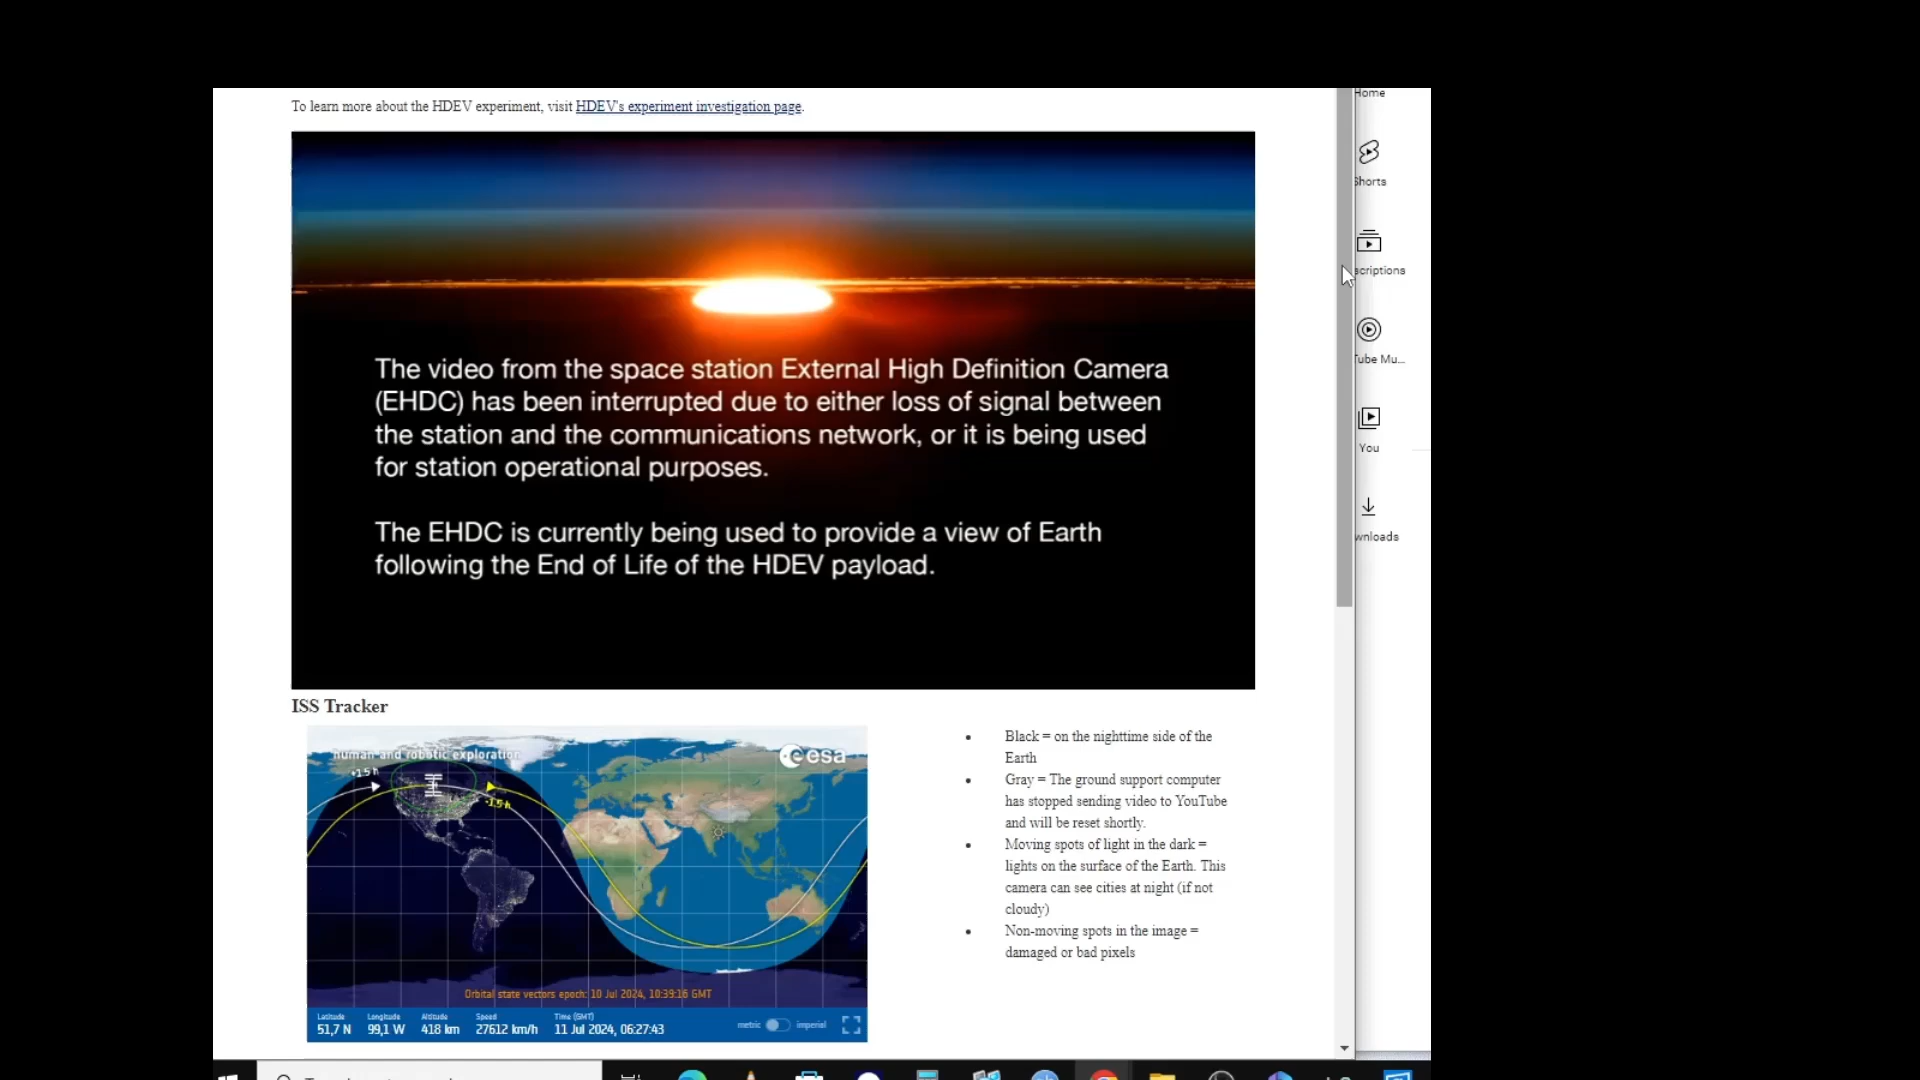 To learn more about the HDEV experiment, visit HDEV's experiment investigation page.
Home
Shorts
scriptions
Tube Mu...
You
wnloads
The video from the space station External High Definition Camera
(EHDC) has been interrupted due to either loss of signal between
the station and the communications network, or it is being used
for station operational purposes.
The EHDC is currently being used to provide a view of Earth
following the End of Life of the HDEV payload.
ISS Tracker
human and robotic exploration
esa
+1.5 h
-1.5 h
Orbital state vectors epoch: 10 Jul 2024, 10:39:16 GMT
Latitude Longitude Altitude Speed Time (GMT)
51,7 N 99,1 W 418 km 27612 km/h 11 Jul 2024, 06:27:43
metric imperial
Black = on the nighttime side of the
Earth
Gray = The ground support computer
has stopped sending video to YouTube
and will be reset shortly.
Moving spots of light in the dark =
lights on the surface of the Earth. This
camera can see cities at night (if not
cloudy)
Non-moving spots in the image =
damaged or bad pixels